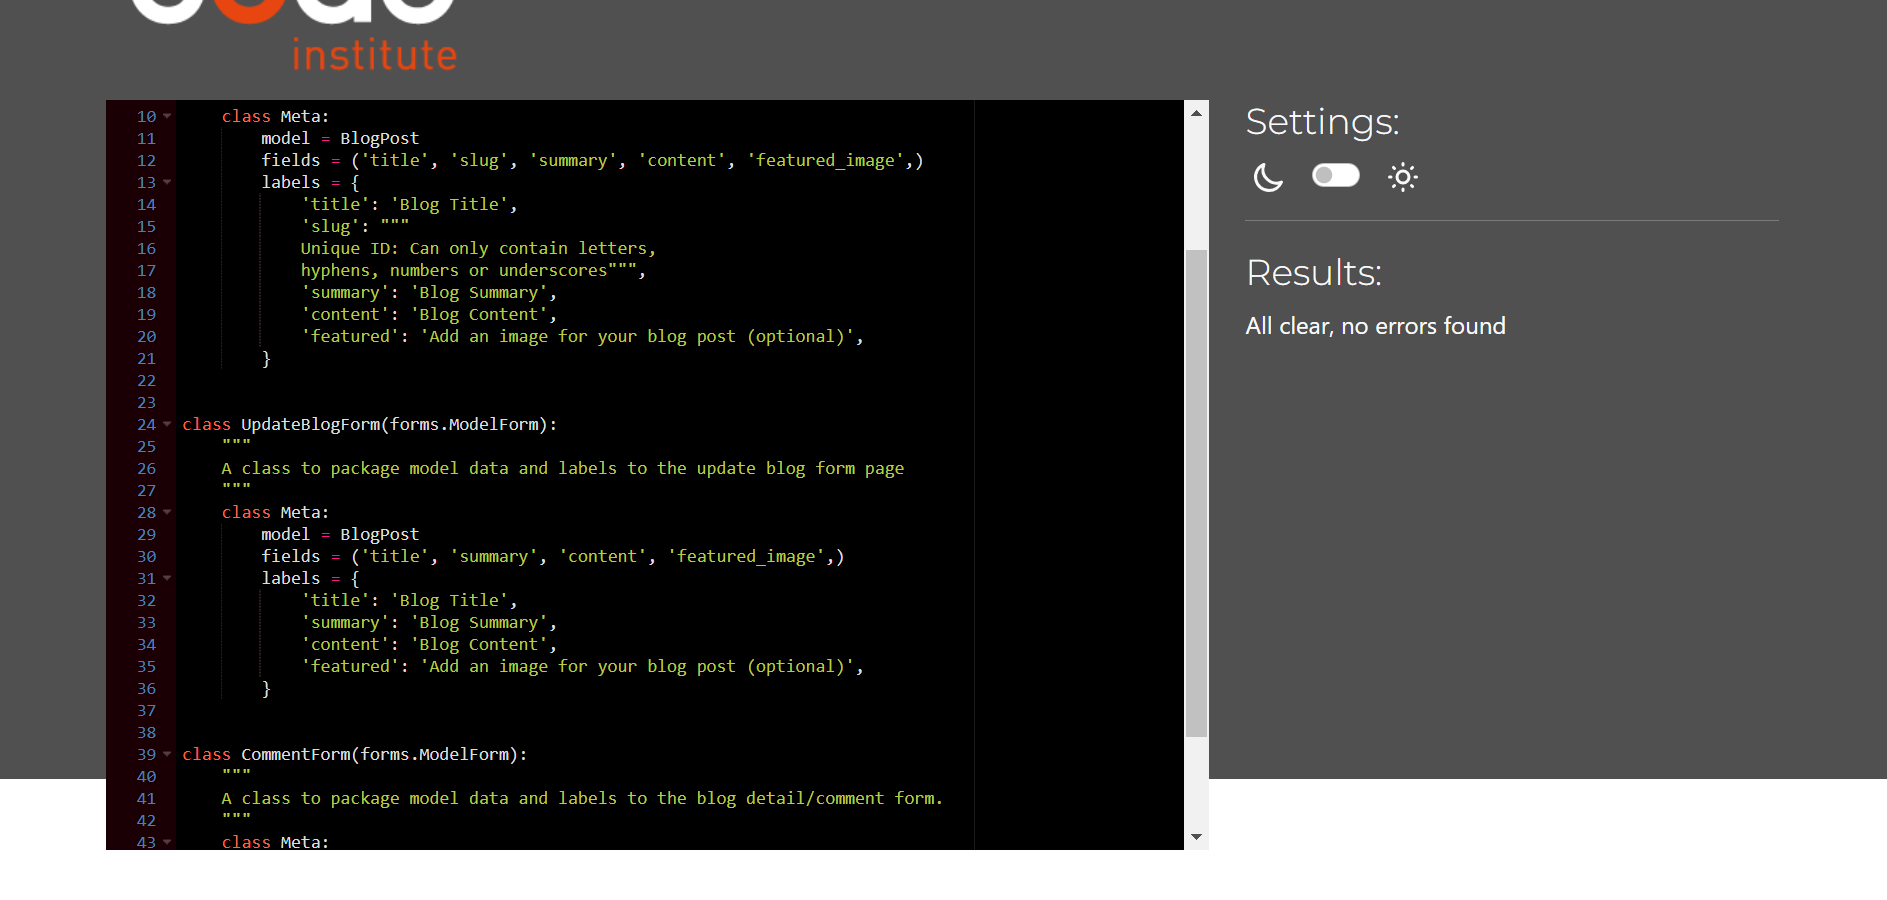 institute
10 class Meta:
11 model = BlogPost
12 fields = ('title', 'slug', 'summary', 'content', 'featured_image',)
13 labels = {
14 'title': 'Blog Title',
15 'slug': """
16 Unique ID: Can only contain letters,
17 hyphens, numbers or underscores""",
18 'summary': 'Blog Summary',
19 'content': 'Blog Content',
20 'featured': 'Add an image for your blog post (optional)',
21 }
22
23
24 class UpdateBlogForm(forms.ModelForm):
25 """
26 A class to package model data and labels to the update blog form page
27 """
28 class Meta:
29 model = BlogPost
30 fields = ('title', 'summary', 'content', 'featured_image',)
31 labels = {
32 'title': 'Blog Title',
33 'summary': 'Blog Summary',
34 'content': 'Blog Content',
35 'featured': 'Add an image for your blog post (optional)',
36 }
37
38
39 class CommentForm(forms.ModelForm):
40 """
41 A class to package model data and labels to the blog detail/comment form.
42 """
43 class Meta:
Settings:
Results:
All clear, no errors found